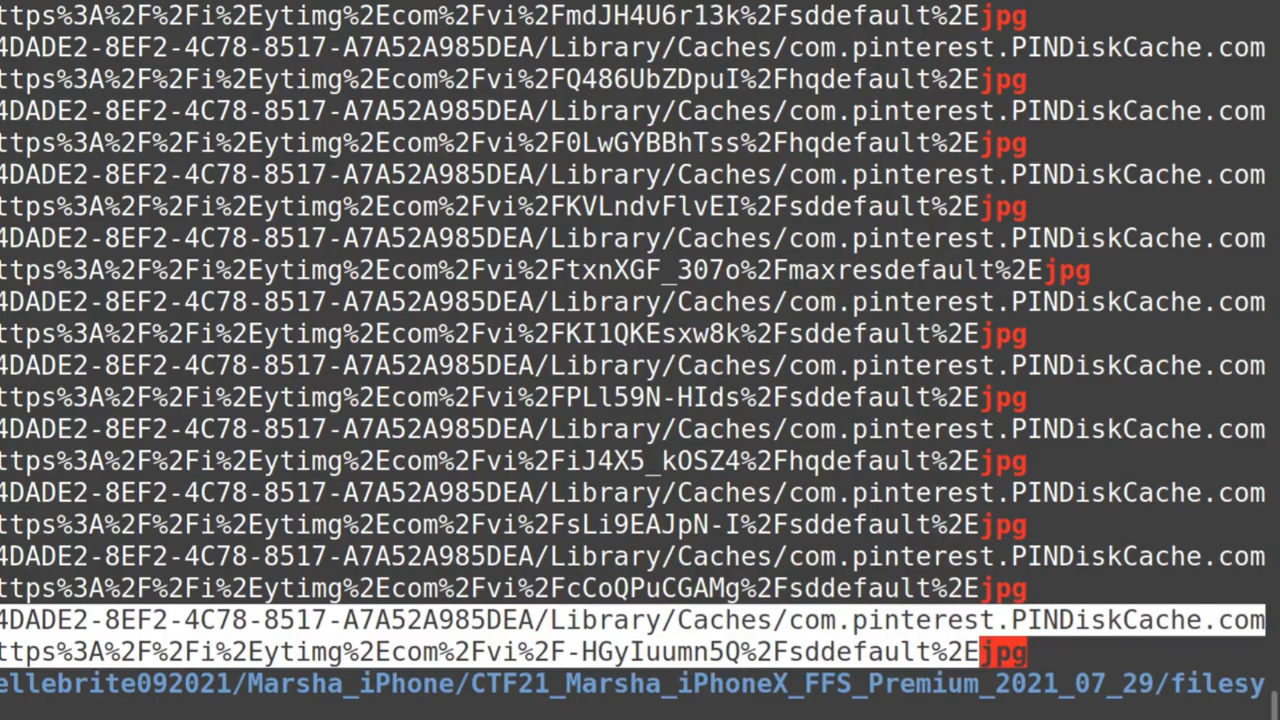 ttps%3A%2F%2Fi%2Eytimg%2Ecom%2Fvi%2FmdJH4U6r13k%2Fsddefault%2Ejpg
4DADE2-8EF2-4C78-8517-A7A52A985DEA/Library/Caches/com.pinterest.PINDiskCache.com
ttps%3A%2F%2Fi%2Eytimg%2Ecom%2Fvi%2FQ486UbZDpuI%2Fhqdefault%2Ejpg
4DADE2-8EF2-4C78-8517-A7A52A985DEA/Library/Caches/com.pinterest.PINDiskCache.com
ttps%3A%2F%2Fi%2Eytimg%2Ecom%2Fvi%2F0LwGYBBhTss%2Fhqdefault%2Ejpg
4DADE2-8EF2-4C78-8517-A7A52A985DEA/Library/Caches/com.pinterest.PINDiskCache.com
ttps%3A%2F%2Fi%2Eytimg%2Ecom%2Fvi%2FKVLndvFlvEI%2Fsddefault%2Ejpg
4DADE2-8EF2-4C78-8517-A7A52A985DEA/Library/Caches/com.pinterest.PINDiskCache.com
ttps%3A%2F%2Fi%2Eytimg%2Ecom%2Fvi%2FtxnXGF_307o%2Fmaxresdefault%2Ejpg
4DADE2-8EF2-4C78-8517-A7A52A985DEA/Library/Caches/com.pinterest.PINDiskCache.com
ttps%3A%2F%2Fi%2Eytimg%2Ecom%2Fvi%2FKI1QKEsxw8k%2Fsddefault%2Ejpg
4DADE2-8EF2-4C78-8517-A7A52A985DEA/Library/Caches/com.pinterest.PINDiskCache.com
ttps%3A%2F%2Fi%2Eytimg%2Ecom%2Fvi%2FPLl59N-HIds%2Fsddefault%2Ejpg
4DADE2-8EF2-4C78-8517-A7A52A985DEA/Library/Caches/com.pinterest.PINDiskCache.com
ttps%3A%2F%2Fi%2Eytimg%2Ecom%2Fvi%2FiJ4X5_kOSZ4%2Fhqdefault%2Ejpg
4DADE2-8EF2-4C78-8517-A7A52A985DEA/Library/Caches/com.pinterest.PINDiskCache.com
ttps%3A%2F%2Fi%2Eytimg%2Ecom%2Fvi%2FsLi9EAJpN-I%2Fsddefault%2Ejpg
4DADE2-8EF2-4C78-8517-A7A52A985DEA/Library/Caches/com.pinterest.PINDiskCache.com
ttps%3A%2F%2Fi%2Eytimg%2Ecom%2Fvi%2FcCoQPuCGAMg%2Fsddefault%2Ejpg
4DADE2-8EF2-4C78-8517-A7A52A985DEA/Library/Caches/com.pinterest.PINDiskCache.com
ttps%3A%2F%2Fi%2Eytimg%2Ecom%2Fvi%2F-HGyIuumn5Q%2Fsddefault%2Ejpg
ellebrite092021/Marsha_iPhone/CTF21_Marsha_iPhoneX_FFS_Premium_2021_07_29/filesy